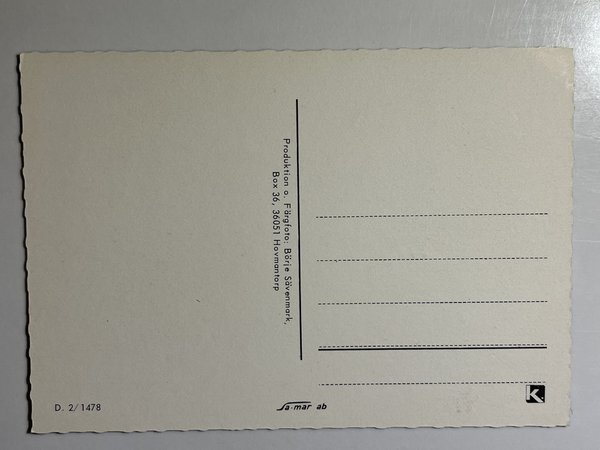 Produktion o. Färgfoto: Börje Sävenmark,
Box 36, 36051 Hovmantorp
D. 2/1478
Sa-mar ab
K